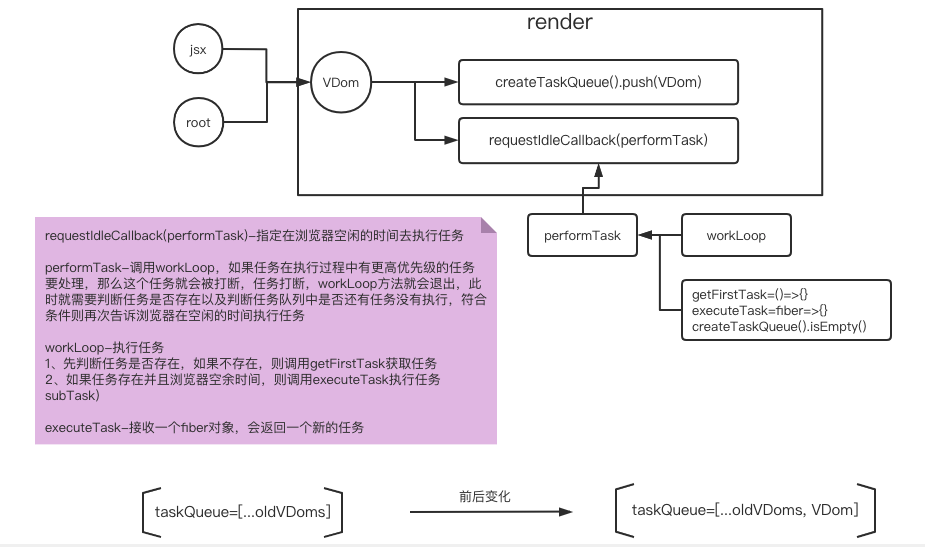 render
jsx
root
VDom
createTaskQueue().push(VDom)
requestIdleCallback(performTask)
performTask
workLoop
getFirstTask=()=>{}
executeTask=fiber=>{}
createTaskQueue().isEmpty()
requestIdleCallback(performTask)-指定在浏览器空闲的时间去执行任务
performTask-调用workLoop，如果任务在执行过程中有更高优先级的任务
要处理，那么这个任务就会被打断，任务打断，workLoop方法就会退出，此
时就需要判断任务是否存在以及判断任务队列中是否还有任务没有执行，符合
条件则再次告诉浏览器在空闲的时间执行任务
workLoop-执行任务
1、先判断任务是否存在，如果不存在，则调用getFirstTask获取任务
2、如果任务存在并且浏览器空余时间，则调用executeTask执行任务
subTask)
executeTask-接收一个fiber对象，会返回一个新的任务
taskQueue=[...oldVDoms]
前后变化
taskQueue=[...oldVDoms, VDom]